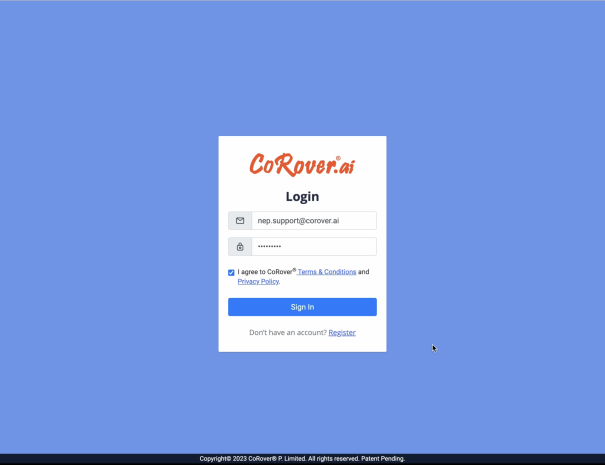 CoRover®.ai
Login
nep.support@corover.ai
•••••••••
I agree to CoRover® Terms & Conditions and
Privacy Policy.
Sign In
Don't have an account? Register
Copyright© 2023 CoRover® P. Limited. All rights reserved. Patent Pending.